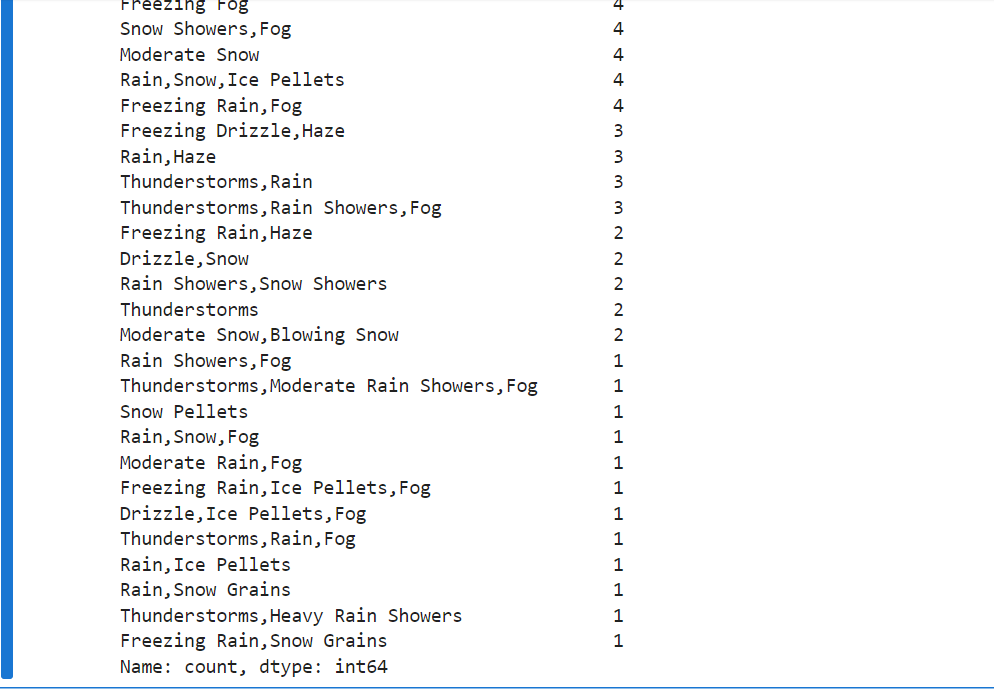 Freezing Fog 4
Snow Showers,Fog 4
Moderate Snow 4
Rain,Snow,Ice Pellets 4
Freezing Rain,Fog 4
Freezing Drizzle,Haze 3
Rain,Haze 3
Thunderstorms,Rain 3
Thunderstorms,Rain Showers,Fog 3
Freezing Rain,Haze 2
Drizzle,Snow 2
Rain Showers,Snow Showers 2
Thunderstorms 2
Moderate Snow,Blowing Snow 2
Rain Showers,Fog 1
Thunderstorms,Moderate Rain Showers,Fog 1
Snow Pellets 1
Rain,Snow,Fog 1
Moderate Rain,Fog 1
Freezing Rain,Ice Pellets,Fog 1
Drizzle,Ice Pellets,Fog 1
Thunderstorms,Rain,Fog 1
Rain,Ice Pellets 1
Rain,Snow Grains 1
Thunderstorms,Heavy Rain Showers 1
Freezing Rain,Snow Grains 1
Name: count, dtype: int64